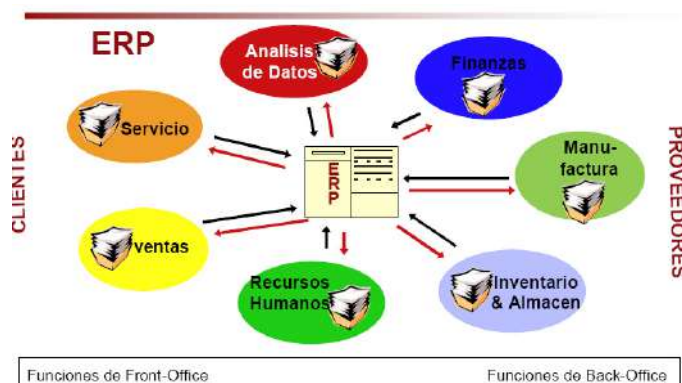 ERP
Analisis
de Datos
Finanzas
Servicio
Manu-
factura
CLIENTES
PROVEEDORES
ERP
ventas
Recursos
Humanos
Inventario
& Almacen
Funciones de Front-Office
Funciones de Back-Office